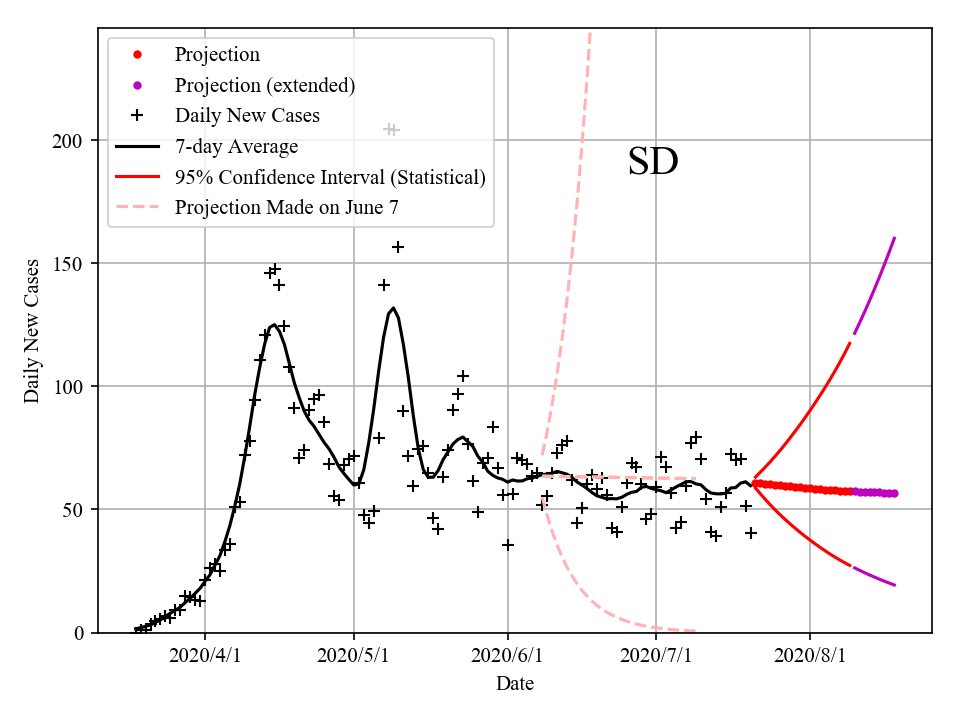 Projection
Projection (extended)
Daily New Cases
7-day Average
95% Confidence Interval (Statistical)
Projection Made on June 7
SD
200
150
100
50
0
Daily New Cases
2020/4/1
2020/5/1
2020/6/1
2020/7/1
2020/8/1
Date